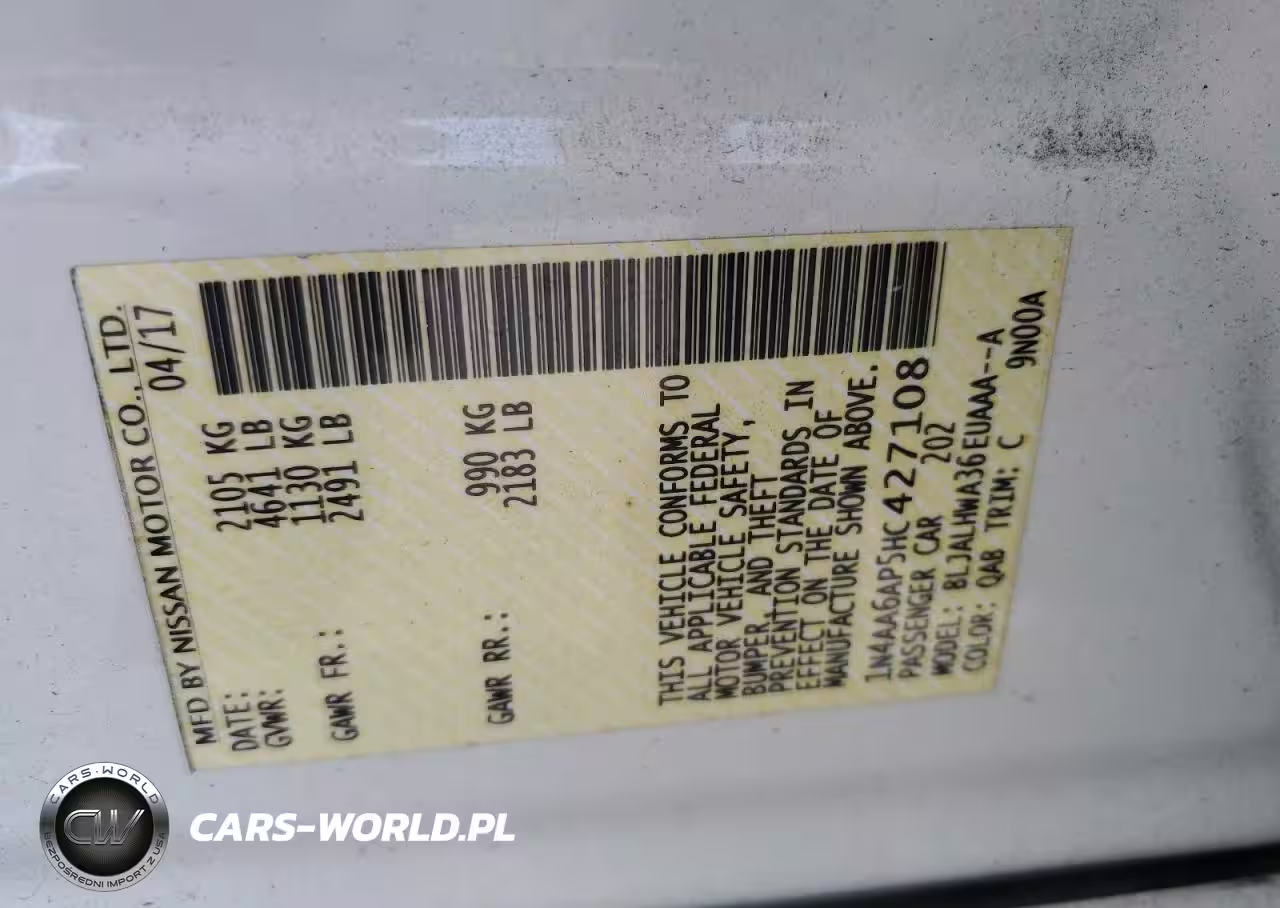 MFD BY NISSAN MOTOR CO., LTD.
DATE: 04/17
GVWR: 2105 KG
4641 LB
GAWR FR.: 1130 KG
2491 LB
GAWR RR.: 990 KG
2183 LB
THIS VEHICLE CONFORMS TO
ALL APPLICABLE FEDERAL
MOTOR VEHICLE SAFETY,
BUMPER, AND THEFT
PREVENTION STANDARDS IN
EFFECT ON THE DATE OF
MANUFACTURE SHOWN ABOVE.
1N4AA6AP5HC427108
PASSENGER CAR 202
MODEL: BLJALHWA36EUAAA--A
COLOR: QAB TRIM: C 9N00A
CARS-WORLD
CW
BEZPOŚREDNI IMPORT Z USA
CARS-WORLD.PL